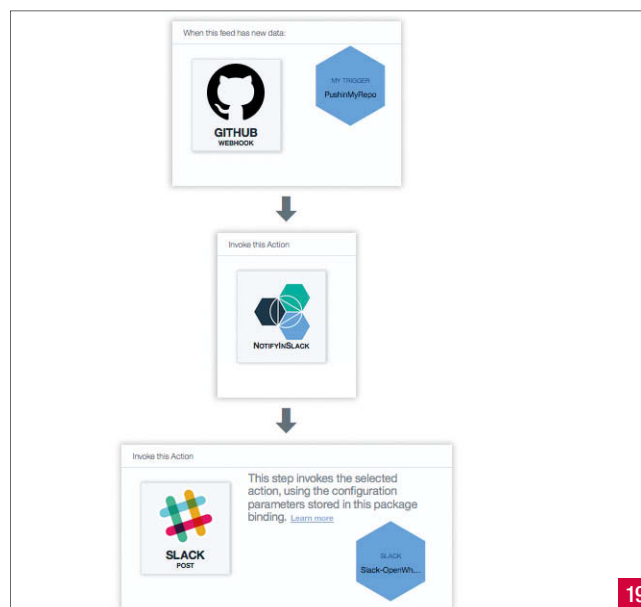 When this feed has new data:
MY TRIGGER
PushinMyRepo
GITHUB
WEBHOOK
Invoke this Action
NOTIFYINSLACK
Invoke this Action
This step invokes the selected
action, using the configuration
parameters stored in this package
binding. Learn more
SLACK
POST
SLACK
Slack-OpenWh...
19